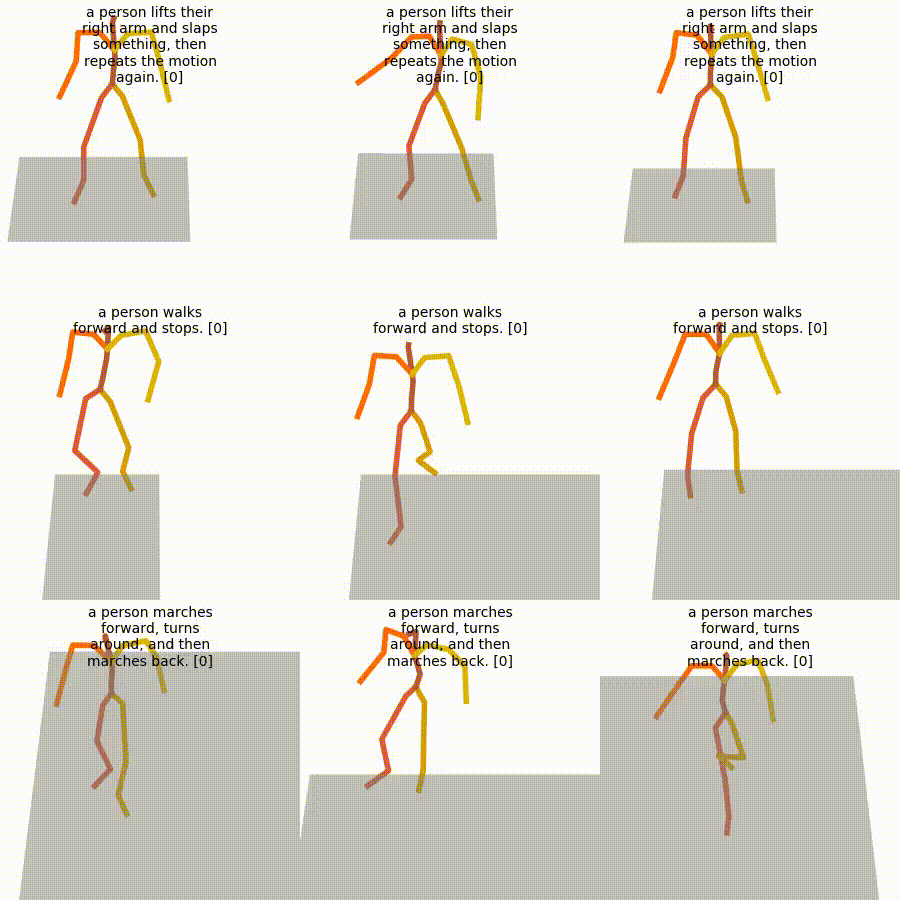 a person lifts their
right arm and slaps
something, then
repeats the motion
again. [0]
a person lifts their
right arm and slaps
something, then
repeats the motion
again. [0]
a person lifts their
right arm and slaps
something, then
repeats the motion
again. [0]
a person walks
forward and stops. [0]
a person walks
forward and stops. [0]
a person walks
forward and stops. [0]
a person marches
forward, turns
around, and then
marches back. [0]
a person marches
forward, turns
around, and then
marches back. [0]
a person marches
forward, turns
around, and then
marches back. [0]